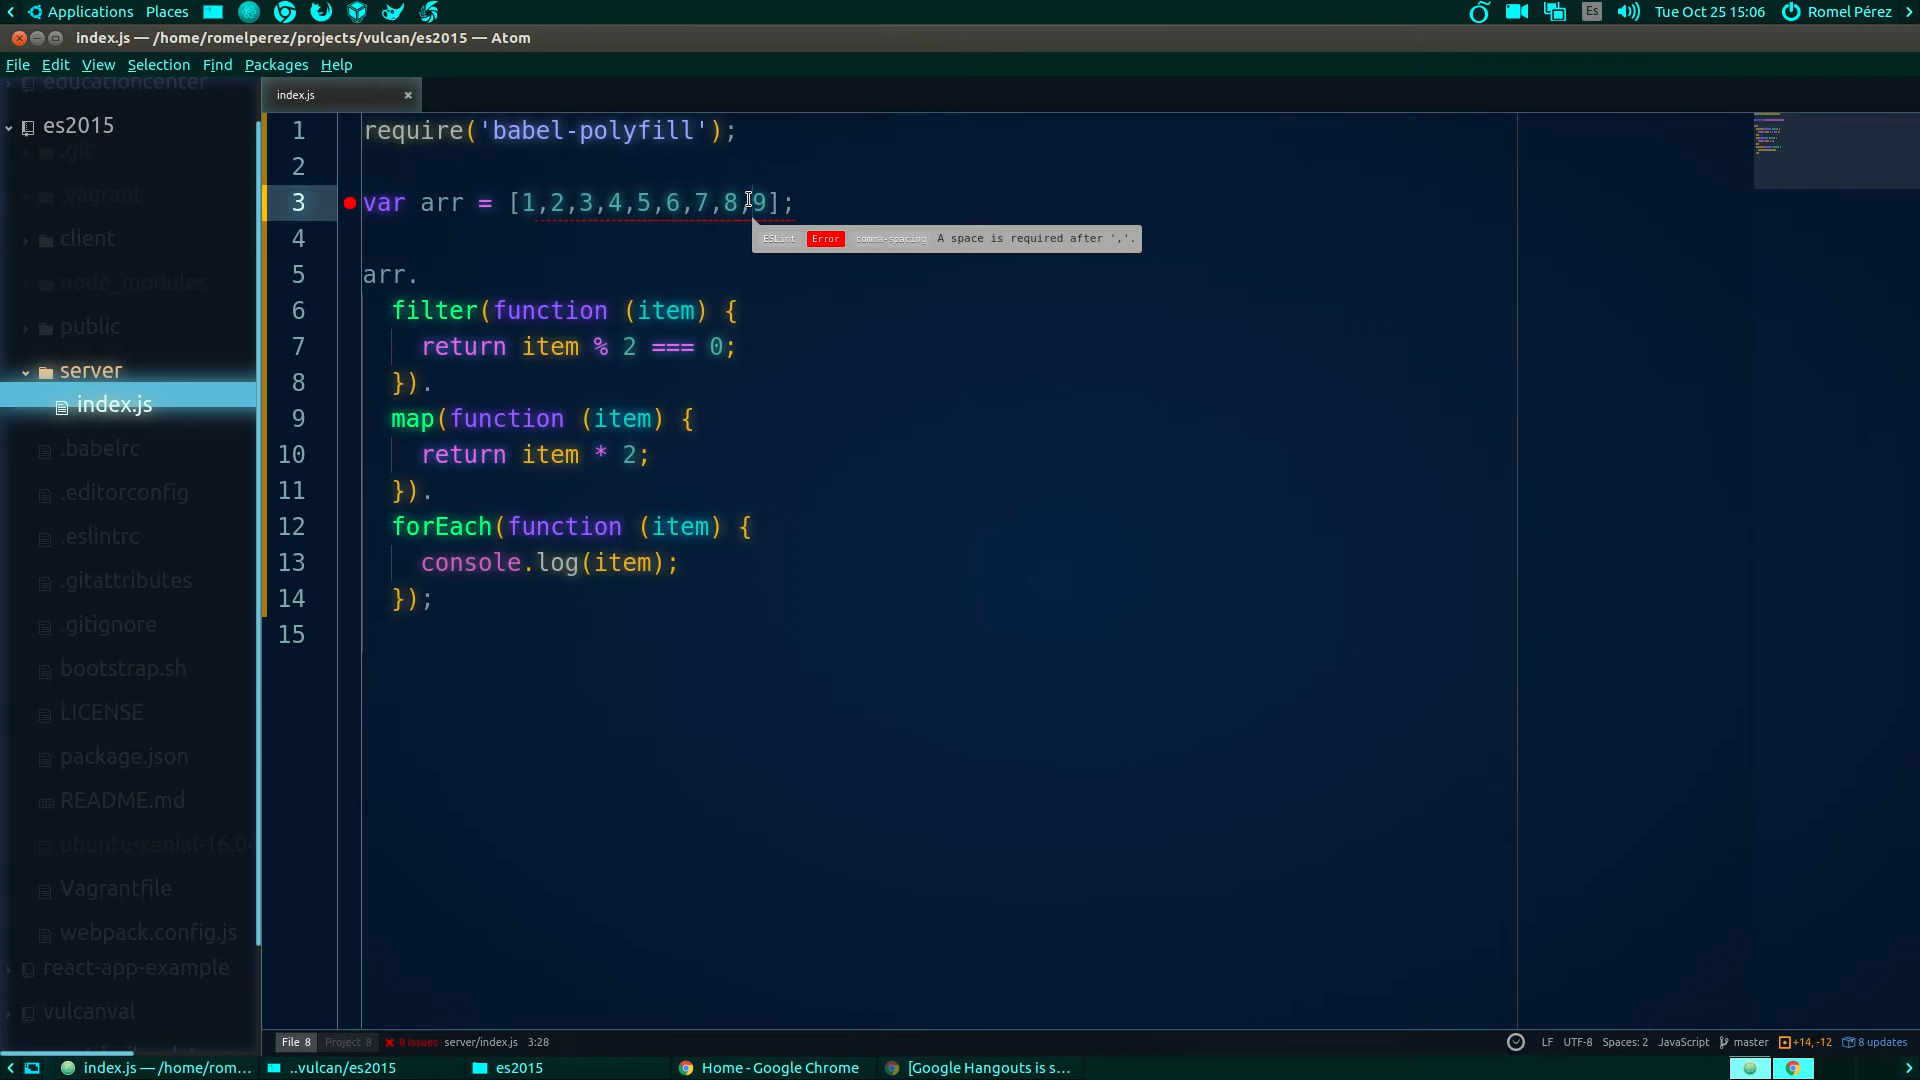 Applications Places Es Tue Oct 25 15:06 Romel Pérez
index.js — /home/romelperez/projects/vulcan/es2015 — Atom
File Edit View Selection Find Packages Help
educationcenter
es2015
.git
.vagrant
client
node_modules
public
server
index.js
.babelrc
.editorconfig
.eslintrc
.gitattributes
.gitignore
bootstrap.sh
LICENSE
package.json
README.md
ubuntu-xenial-16.04
Vagrantfile
webpack.config.js
react-app-example
vulcanval
index.js
1 require('babel-polyfill');
2
3 var arr = [1,2,3,4,5,6,7,8,9];
ESLint Error comma-spacing A space is required after ','.
4
5 arr.
6 filter(function (item) {
7 return item % 2 === 0;
8 }).
9 map(function (item) {
10 return item * 2;
11 }).
12 forEach(function (item) {
13 console.log(item);
14 });
15
File 8 Project 8 8 Issues server/index.js 3:28 LF UTF-8 Spaces: 2 JavaScript master +14, -12 8 updates
index.js — /home/rom... ..vulcan/es2015 es2015 Home - Google Chrome [Google Hangouts is s...